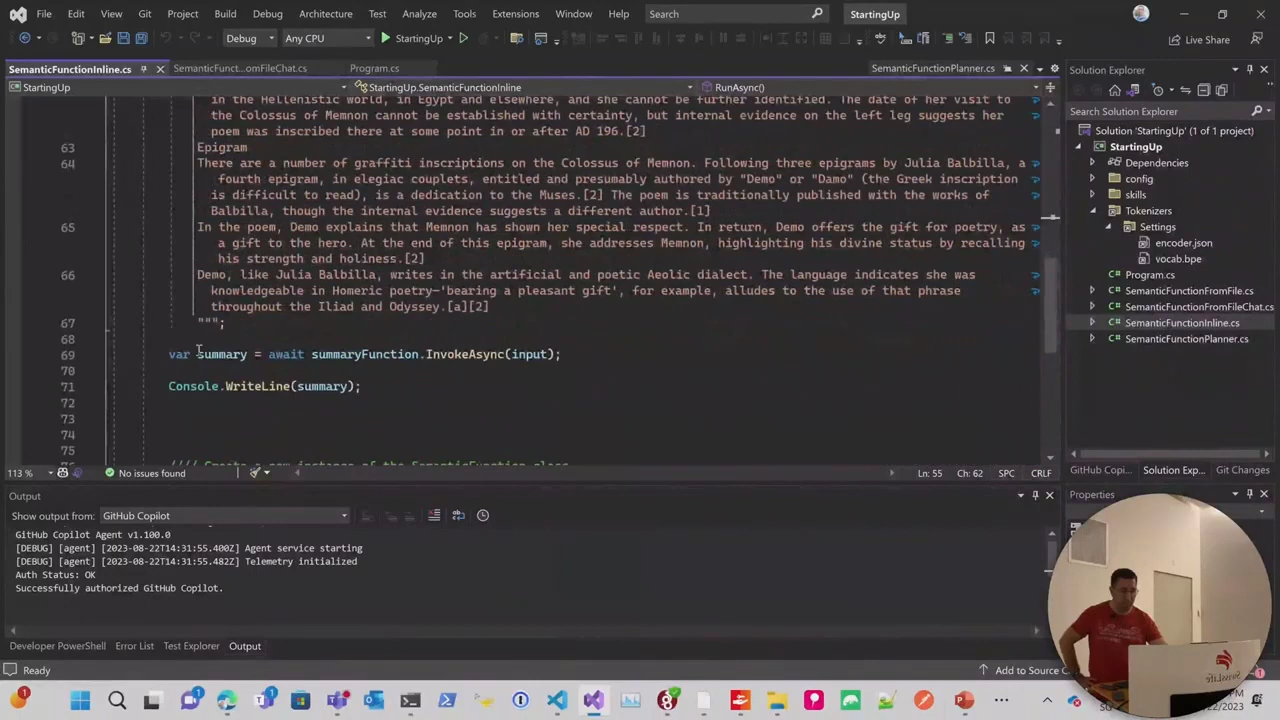 File Edit View Git Project Build Debug Architecture Test Analyze Tools Extensions Window Help Search StartingUp
Debug Any CPU StartingUp Live Share
SemanticFunctionInline.cs SemanticFunct...omFileChat.cs Program.cs SemanticFunctionPlanner.cs
StartingUp StartingUp.SemanticFunctionInline RunAsync()
in the Hellenistic world, in Egypt and elsewhere, and she cannot be further identified. The date of her visit to
the Colossus of Memnon cannot be established with certainty, but internal evidence on the left leg suggests her
poem was inscribed there at some point in or after AD 196.[2]
63 Epigram
64 There are a number of graffiti inscriptions on the Colossus of Memnon. Following three epigrams by Julia Balbilla, a
fourth epigram, in elegiac couplets, entitled and presumably authored by "Demo" or "Damo" (the Greek inscription
is difficult to read), is a dedication to the Muses.[2] The poem is traditionally published with the works of
Balbilla, though the internal evidence suggests a different author.[1]
65 In the poem, Demo explains that Memnon has shown her special respect. In return, Demo offers the gift for poetry, as
a gift to the hero. At the end of this epigram, she addresses Memnon, highlighting his divine status by recalling
his strength and holiness.[2]
66 Demo, like Julia Balbilla, writes in the artificial and poetic Aeolic dialect. The language indicates she was
knowledgeable in Homeric poetry—'bearing a pleasant gift', for example, alludes to the use of that phrase
throughout the Iliad and Odyssey.[a][2]
67 """;
68
69 var summary = await summaryFunction.InvokeAsync(input);
70
71 Console.WriteLine(summary);
72
73
74
75
//// Create a new instance of the SemanticFunction class
113 % No issues found Ln: 55 Ch: 62 SPC CRLF
Output
Show output from: GitHub Copilot
GitHub Copilot Agent v1.100.0
[DEBUG] [agent] [2023-08-22T14:31:55.400Z] Agent service starting
[DEBUG] [agent] [2023-08-22T14:31:55.482Z] Telemetry initialized
Auth Status: OK
Successfully authorized GitHub Copilot.
Developer PowerShell Error List Test Explorer Output
Ready Add to Source
Solution Explorer
Search Solution Explorer
Solution 'StartingUp' (1 of 1 project)
StartingUp
Dependencies
config
skills
Tokenizers
Settings
encoder.json
vocab.bpe
Program.cs
SemanticFunctionFromFile.cs
SemanticFunctionFromFileChat.cs
SemanticFunctionInline.cs
SemanticFunctionPlanner.cs
GitHub Copi... Solution Exp... Git Changes
Properties